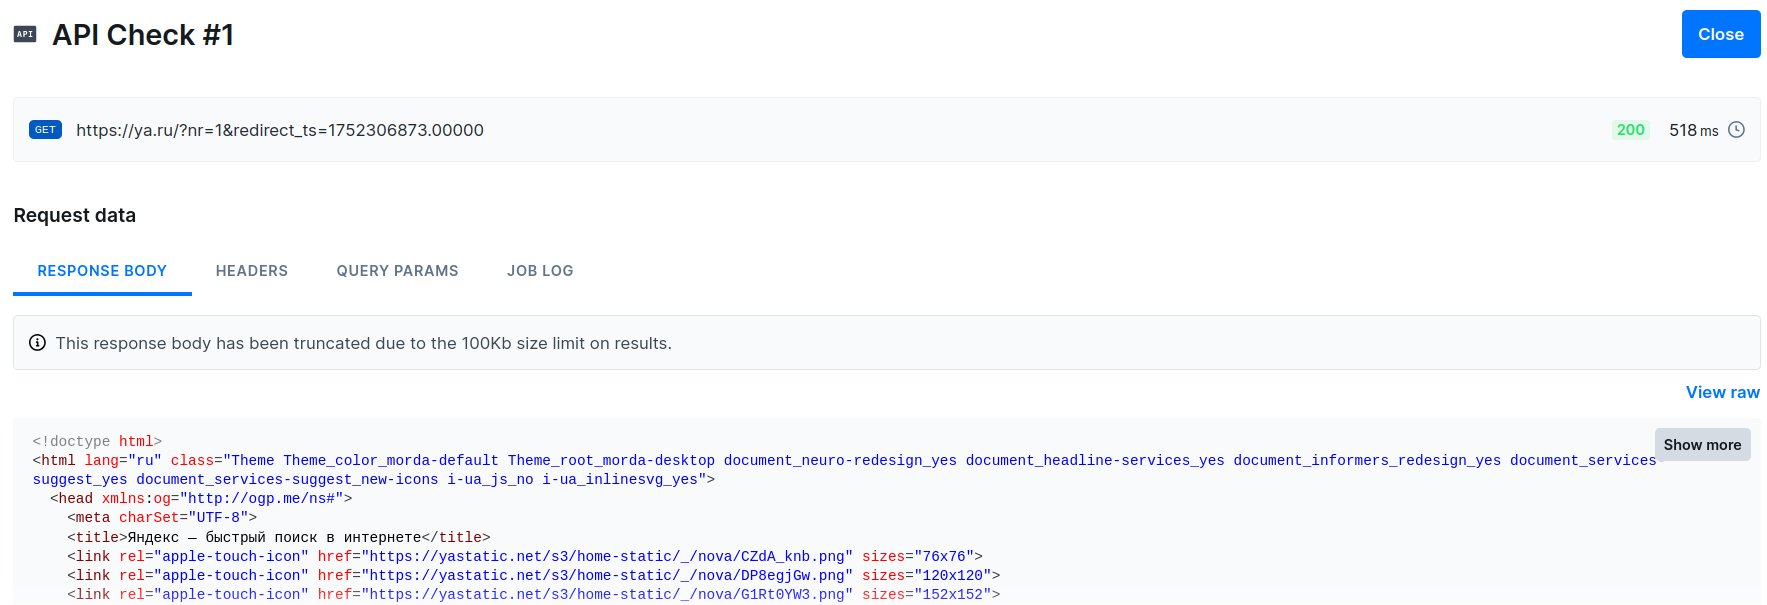 API
API Check #1
Close
GET https://ya.ru/?nr=1&redirect_ts=1752306873.00000
200 518 ms
Request data
RESPONSE BODY HEADERS QUERY PARAMS JOB LOG
This response body has been truncated due to the 100Kb size limit on results.
View raw
Show more
<!doctype html>
<html lang="ru" class="Theme Theme_color_morda-default Theme_root_morda-desktop document_neuro-redesign_yes document_headline-services_yes document_informers_redesign_yes document_services
suggest_yes document_services-suggest_new-icons i-ua_js_no i-ua_inlinesvg_yes">
<head xmlns:og="http://ogp.me/ns#">
<meta charSet="UTF-8">
<title>Яндекс — быстрый поиск в интернете</title>
<link rel="apple-touch-icon" href="https://yastatic.net/s3/home-static/_/nova/CZdA_knb.png" sizes="76x76">
<link rel="apple-touch-icon" href="https://yastatic.net/s3/home-static/_/nova/DP8egjGw.png" sizes="120x120">
<link rel="apple-touch-icon" href="https://yastatic.net/s3/home-static/_/nova/G1Rt0YW3.png" sizes="152x152">